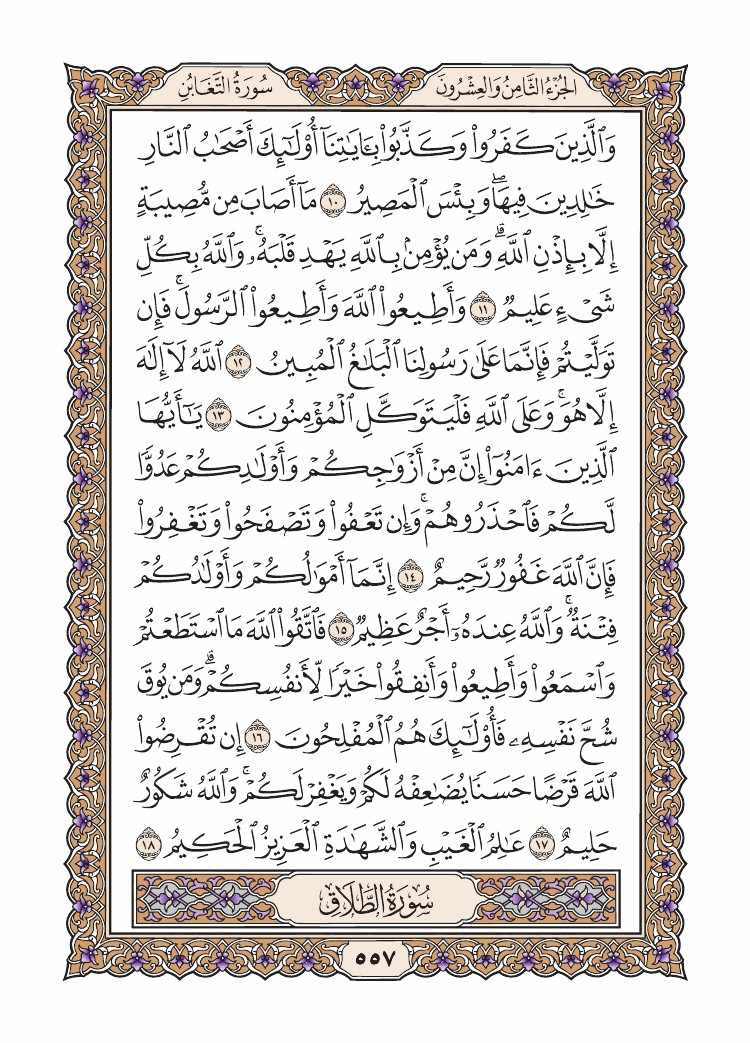 الجُزْءُ الثَّامِنُ وَالعِشْرُونَ
سُورَةُ التَّغَابُنِ
وَٱلَّذِينَ كَفَرُوا۟ وَكَذَّبُوا۟ بِـَٔايَـٰتِنَآ أُو۟لَـٰٓئِكَ أَصْحَـٰبُ ٱلنَّارِ
خَـٰلِدِينَ فِيهَا ۖ وَبِئْسَ ٱلْمَصِيرُ ١٠ مَآ أَصَابَ مِن مُّصِيبَةٍ
إِلَّا بِإِذْنِ ٱللَّهِ ۗ وَمَن يُؤْمِنۢ بِٱللَّهِ يَهْدِ قَلْبَهُۥ ۚ وَٱللَّهُ بِكُلِّ
شَىْءٍ عَلِيمٌ ١١ وَأَطِيعُوا۟ ٱللَّهَ وَأَطِيعُوا۟ ٱلرَّسُولَ ۚ فَإِن
تَوَلَّيْتُمْ فَإِنَّمَا عَلَىٰ رَسُولِنَا ٱلْبَلَـٰغُ ٱلْمُبِينُ ١٢ ٱللَّهُ لَآ إِلَـٰهَ
إِلَّا هُوَ ۚ وَعَلَى ٱللَّهِ فَلْيَتَوَكَّلِ ٱلْمُؤْمِنُونَ ١٣ يَـٰٓأَيُّهَا
ٱلَّذِينَ ءَامَنُوٓا۟ إِنَّ مِنْ أَزْوَٰجِكُمْ وَأَوْلَـٰدِكُمْ عَدُوًّا
لَّكُمْ فَٱحْذَرُوهُمْ ۚ وَإِن تَعْفُوا۟ وَتَصْفَحُوا۟ وَتَغْفِرُوا۟
فَإِنَّ ٱللَّهَ غَفُورٌ رَّحِيمٌ ١٤ إِنَّمَآ أَمْوَٰلُكُمْ وَأَوْلَـٰدُكُمْ
فِتْنَةٌ ۚ وَٱللَّهُ عِندَهُۥٓ أَجْرٌ عَظِيمٌ ١٥ فَٱتَّقُوا۟ ٱللَّهَ مَا ٱسْتَطَعْتُمْ
وَٱسْمَعُوا۟ وَأَطِيعُوا۟ وَأَنفِقُوا۟ خَيْرًا لِّأَنفُسِكُمْ ۗ وَمَن يُوقَ
شُحَّ نَفْسِهِۦ فَأُو۟لَـٰٓئِكَ هُمُ ٱلْمُفْلِحُونَ ١٦ إِن تُقْرِضُوا۟
ٱللَّهَ قَرْضًا حَسَنًا يُضَـٰعِفْهُ لَكُمْ وَيَغْفِرْ لَكُمْ ۚ وَٱللَّهُ شَكُورٌ
حَلِيمٌ ١٧ عَـٰلِمُ ٱلْغَيْبِ وَٱلشَّهَـٰدَةِ ٱلْعَزِيزُ ٱلْحَكِيمُ ١٨
سُورَةُ الطَّلَاقِ
٥٥٧